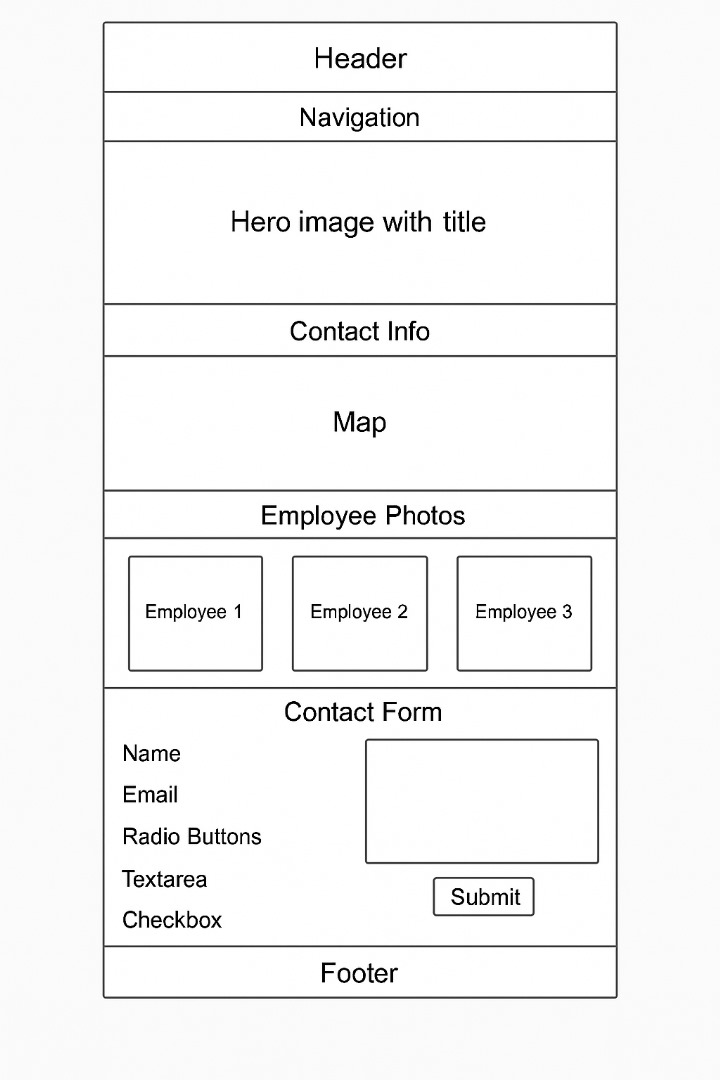 Header
Navigation
Hero image with title
Contact Info
Map
Employee Photos
Employee 1
Employee 2
Employee 3
Contact Form
Name
Email
Radio Buttons
Textarea
Checkbox
Submit
Footer